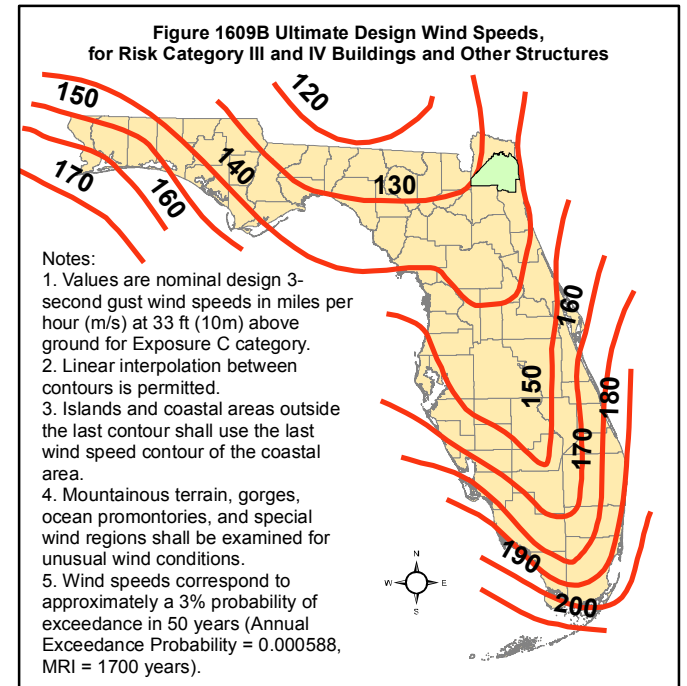 Figure 1609B Ultimate Design Wind Speeds,
for Risk Category III and IV Buildings and Other Structures
150
120
170
160
140
130
Notes:
1. Values are nominal design 3-
second gust wind speeds in miles per
hour (m/s) at 33 ft (10m) above
ground for Exposure C category.
2. Linear interpolation between
contours is permitted.
3. Islands and coastal areas outside
the last contour shall use the last
wind speed contour of the coastal
area.
4. Mountainous terrain, gorges,
ocean promontories, and special
wind regions shall be examined for
unusual wind conditions.
5. Wind speeds correspond to
approximately a 3% probability of
exceedance in 50 years (Annual
Exceedance Probability = 0.000588,
MRI = 1700 years).
160
150
180
170
190
200
N
W E
S